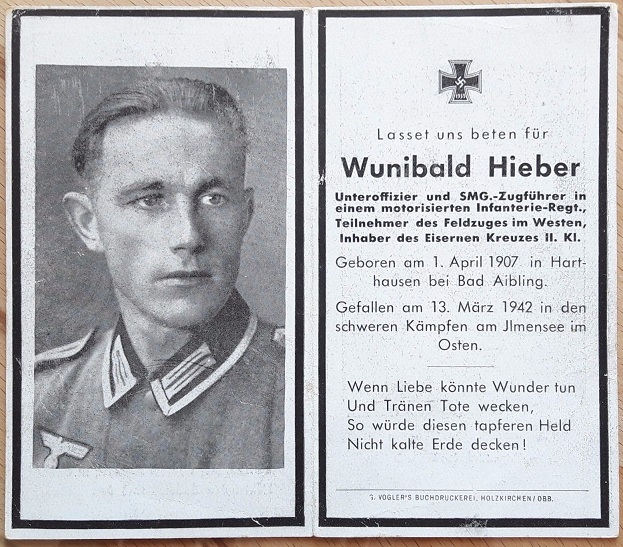 Lasset uns beten für
Wunibald Hieber
Unteroffizier und SMG.-Zugführer in
einem motorisierten Infanterie-Regt.,
Teilnehmer des Feldzuges im Westen,
Inhaber des Eisernen Kreuzes II. Kl.
Geboren am 1. April 1907 in Hart-
hausen bei Bad Aibling.
Gefallen am 13. März 1942 in den
schweren Kämpfen am Jlmensee im
Osten.
Wenn Liebe könnte Wunder tun
Und Tränen Tote wecken,
So würde diesen tapferen Held
Nicht kalte Erde decken!
VOGLER'S BUCHDRUCKEREI, HOLZKIRCHEN/OBB.